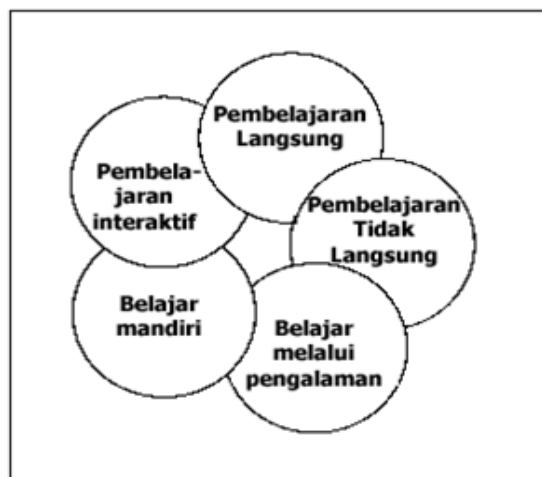 Pembelajaran
Langsung
Pembela-
jaran
interaktif
Pembelajaran
Tidak
Langsung
Belajar
mandiri
Belajar
melalui
pengalaman